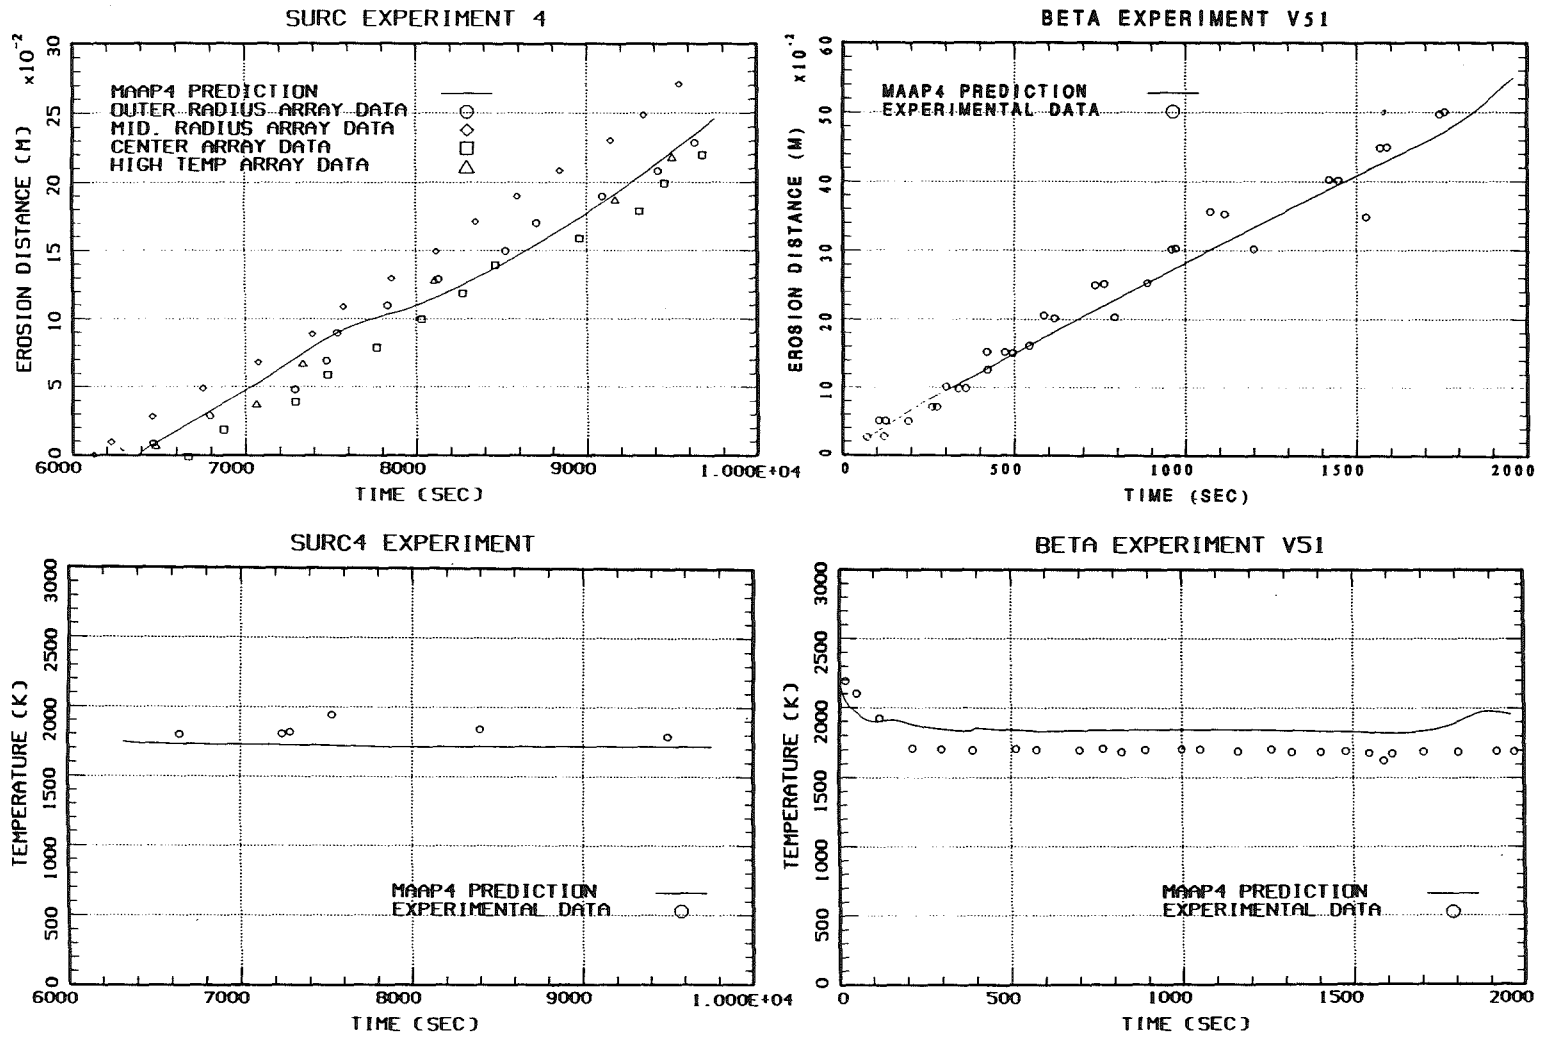 SURC EXPERIMENT 4
×10⁻²
30
25
20
15
10
5
0
EROSION DISTANCE (M)
MAAP4 PREDICTION
OUTER RADIUS ARRAY DATA
MID. RADIUS ARRAY DATA
CENTER ARRAY DATA
HIGH TEMP ARRAY DATA
6000 7000 8000 9000 1.000E+04
TIME (SEC)
BETA EXPERIMENT V51
×10⁻²
60
50
40
30
20
10
0
EROSION DISTANCE (M)
MAAP4 PREDICTION
EXPERIMENTAL DATA
0 500 1000 1500 2000
TIME (SEC)
SURC4 EXPERIMENT
3000
2500
2000
1500
1000
500
0
TEMPERATURE (K)
MAAP4 PREDICTION
EXPERIMENTAL DATA
6000 7000 8000 9000 1.000E+04
TIME (SEC)
BETA EXPERIMENT V51
3000
2500
2000
1500
1000
500
0
TEMPERATURE (K)
MAAP4 PREDICTION
EXPERIMENTAL DATA
0 500 1000 1500 2000
TIME (SEC)